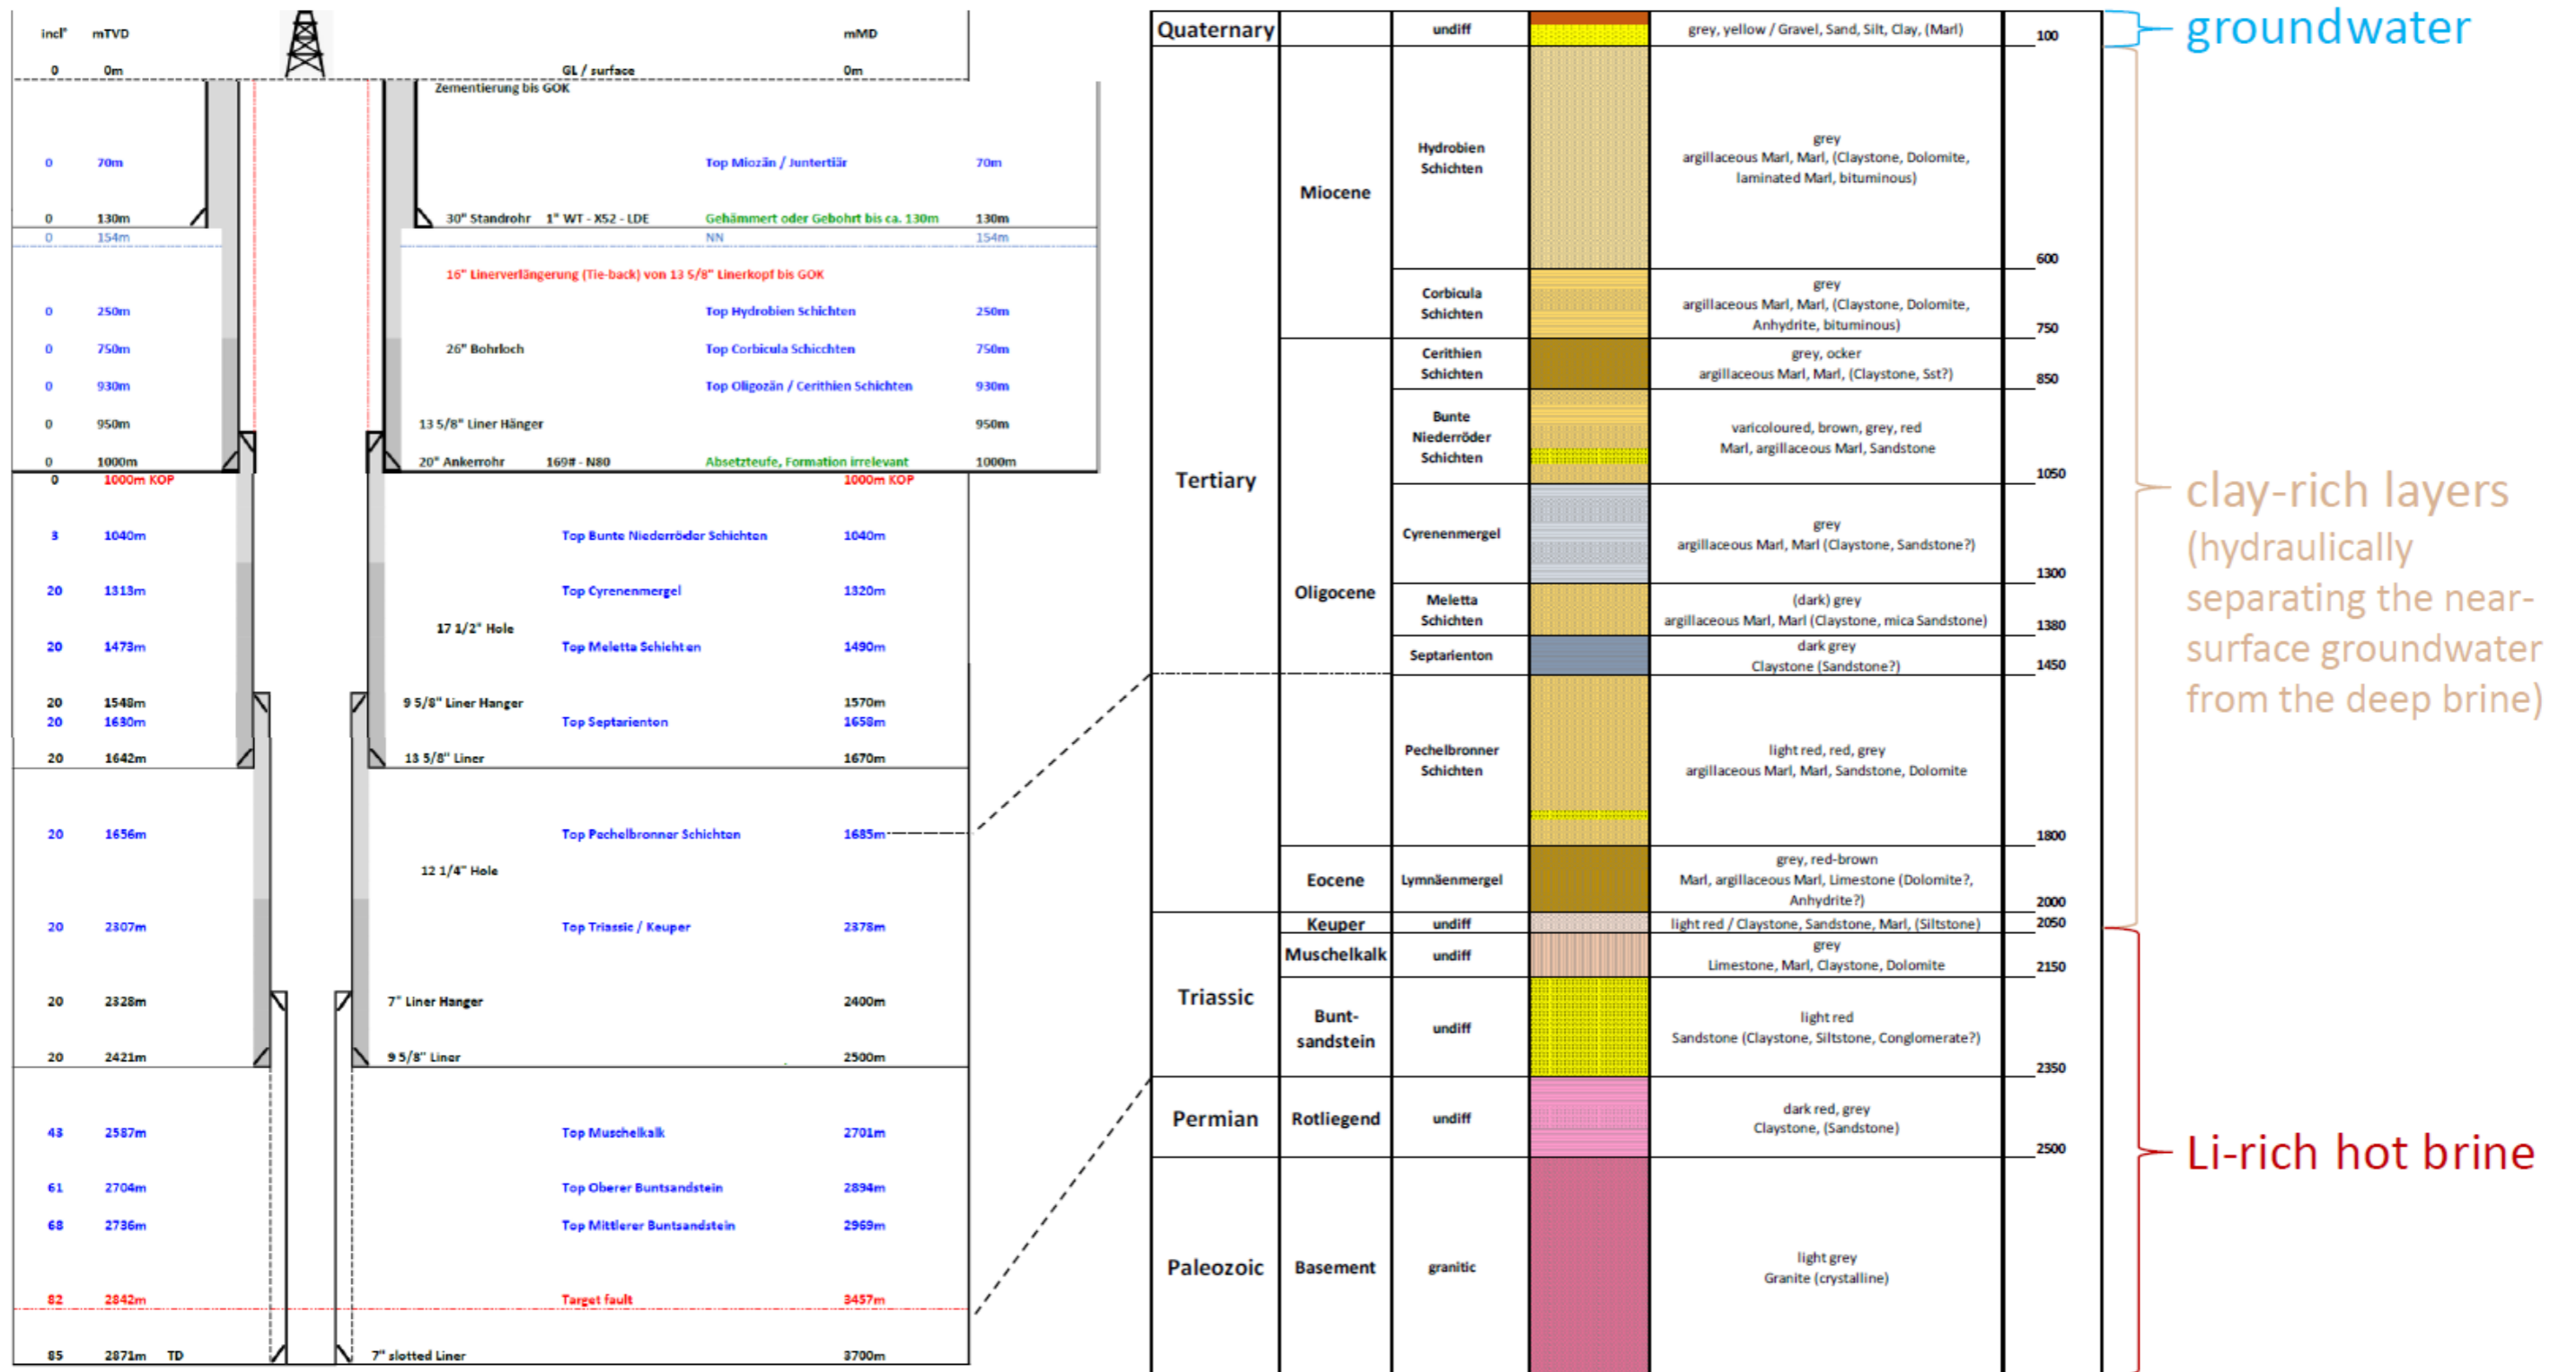 incl° mTVD mMD
0 0m GL / surface 0m
Zementierung bis GOK
0 70m Top Miozän / Juntertiär 70m
0 130m 30" Standrohr 1" WT - X52 - LDE Gehämmert oder Gebohrt bis ca. 130m 130m
0 154m NN 154m
16" Linerverlängerung (Tie-back) von 13 5/8" Linerkopf bis GOK
0 250m Top Hydrobien Schichten 250m
0 750m 26" Bohrloch Top Corbicula Schicchten 750m
0 930m Top Oligozän / Cerithien Schichten 930m
0 950m 13 5/8" Liner Hänger 950m
0 1000m 20" Ankerrohr 169# - N80 Absetzteufe, Formation irrelevant 1000m
0 1000m KOP 1000m KOP
3 1040m Top Bunte Niederröder Schichten 1040m
20 1313m Top Cyrenenmergel 1320m
17 1/2" Hole
20 1473m Top Meletta Schichten 1490m
20 1548m 9 5/8" Liner Hanger 1570m
20 1630m Top Septarienton 1658m
20 1642m 13 5/8" Liner 1670m
20 1656m Top Pechelbronner Schichten 1685m
12 1/4" Hole
20 2307m Top Triassic / Keuper 2378m
20 2328m 7" Liner Hanger 2400m
20 2421m 9 5/8" Liner 2500m
43 2587m Top Muschelkalk 2701m
61 2704m Top Oberer Buntsandstein 2894m
68 2736m Top Mittlerer Buntsandstein 2969m
82 2842m Target fault 3457m
85 2871m TD 7" slotted Liner 3700m
Quaternary undiff grey, yellow / Gravel, Sand, Silt, Clay, (Marl) 100
Tertiary
Miocene
Hydrobien
Schichten
grey
argillaceous Marl, Marl, (Claystone, Dolomite,
laminated Marl, bituminous)
600
Corbicula
Schichten
grey
argillaceous Marl, Marl, (Claystone, Dolomite,
Anhydrite, bituminous)
750
Oligocene
Cerithien
Schichten
grey, ocker
argillaceous Marl, Marl, (Claystone, Sst?)
850
Bunte
Niederröder
Schichten
varicoloured, brown, grey, red
Marl, argillaceous Marl, Sandstone
1050
Cyrenenmergel
grey
argillaceous Marl, Marl (Claystone, Sandstone?)
1300
Meletta
Schichten
(dark) grey
argillaceous Marl, Marl (Claystone, mica Sandstone)
1380
Septarienton
dark grey
Claystone (Sandstone?)
1450
Pechelbronner
Schichten
light red, red, grey
argillaceous Marl, Marl, Sandstone, Dolomite
1800
Eocene
Lymnäenmergel
grey, red-brown
Marl, argillaceous Marl, Limestone (Dolomite?,
Anhydrite?)
2000
Triassic
Keuper undiff light red / Claystone, Sandstone, Marl, (Siltstone) 2050
Muschelkalk undiff
grey
Limestone, Marl, Claystone, Dolomite
2150
Bunt-
sandstein
undiff
light red
Sandstone (Claystone, Siltstone, Conglomerate?)
2350
Permian Rotliegend undiff
dark red, grey
Claystone, (Sandstone)
2500
Paleozoic Basement granitic
light grey
Granite (crystalline)
groundwater
clay-rich layers
(hydraulically
separating the near-
surface groundwater
from the deep brine)
Li-rich hot brine